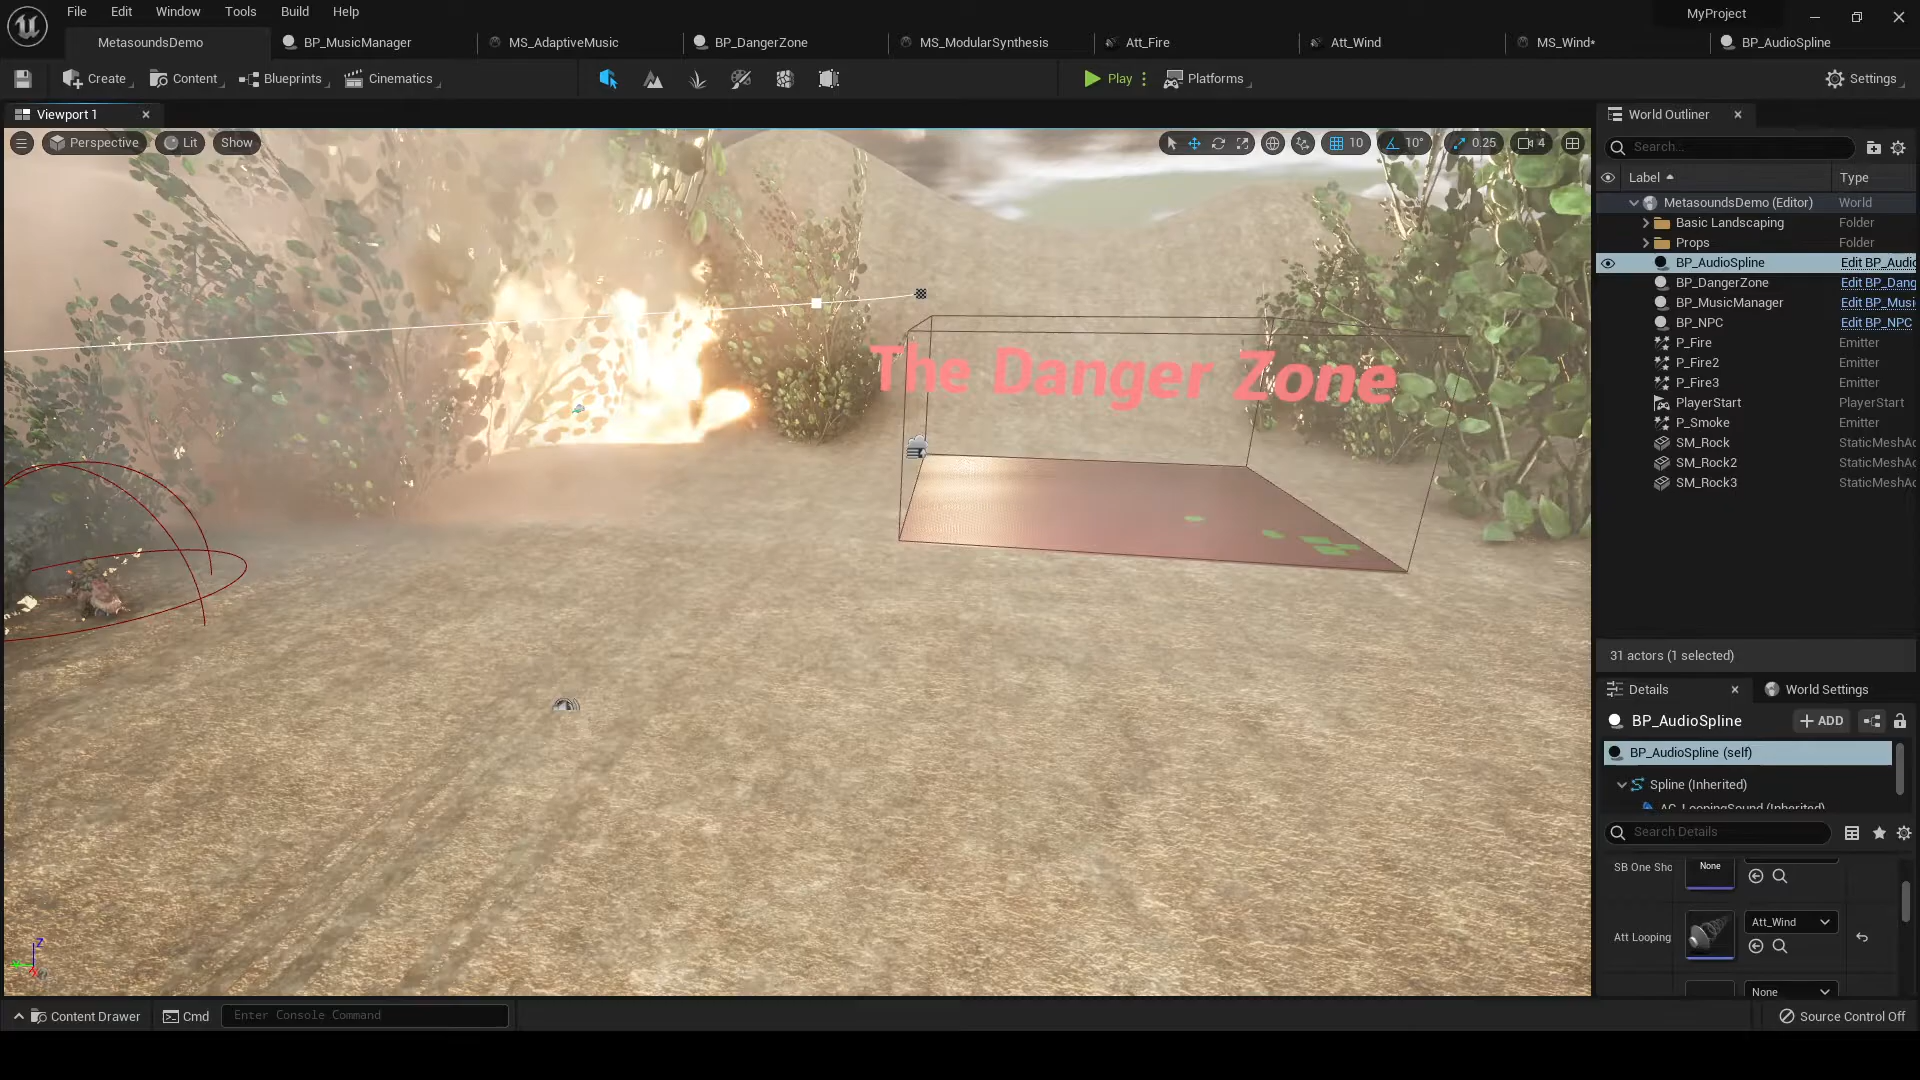 File Edit Window Tools Build Help
MyProject
MetasoundsDemo BP_MusicManager MS_AdaptiveMusic BP_DangerZone MS_ModularSynthesis Att_Fire Att_Wind MS_Wind* BP_AudioSpline
Create Content Blueprints Cinematics Play Platforms Settings
Viewport 1
Perspective Lit Show 10 10° 0.25 4
The Danger Zone
World Outliner
Search...
Label Type
MetasoundsDemo (Editor) World
Basic Landscaping Folder
Props Folder
BP_AudioSpline Edit BP_Audio
BP_DangerZone Edit BP_Dang
BP_MusicManager Edit BP_Musi
BP_NPC Edit BP_NPC
P_Fire Emitter
P_Fire2 Emitter
P_Fire3 Emitter
PlayerStart PlayerStart
P_Smoke Emitter
SM_Rock StaticMeshAc
SM_Rock2 StaticMeshAc
SM_Rock3 StaticMeshAc
31 actors (1 selected)
Details World Settings
BP_AudioSpline ADD
BP_AudioSpline (self)
Spline (Inherited)
AC_LoopingSound (Inherited)
Search Details
SB One Sho None
Att Looping Att_Wind
None
Z
Content Drawer Cmd Enter Console Command Source Control Off